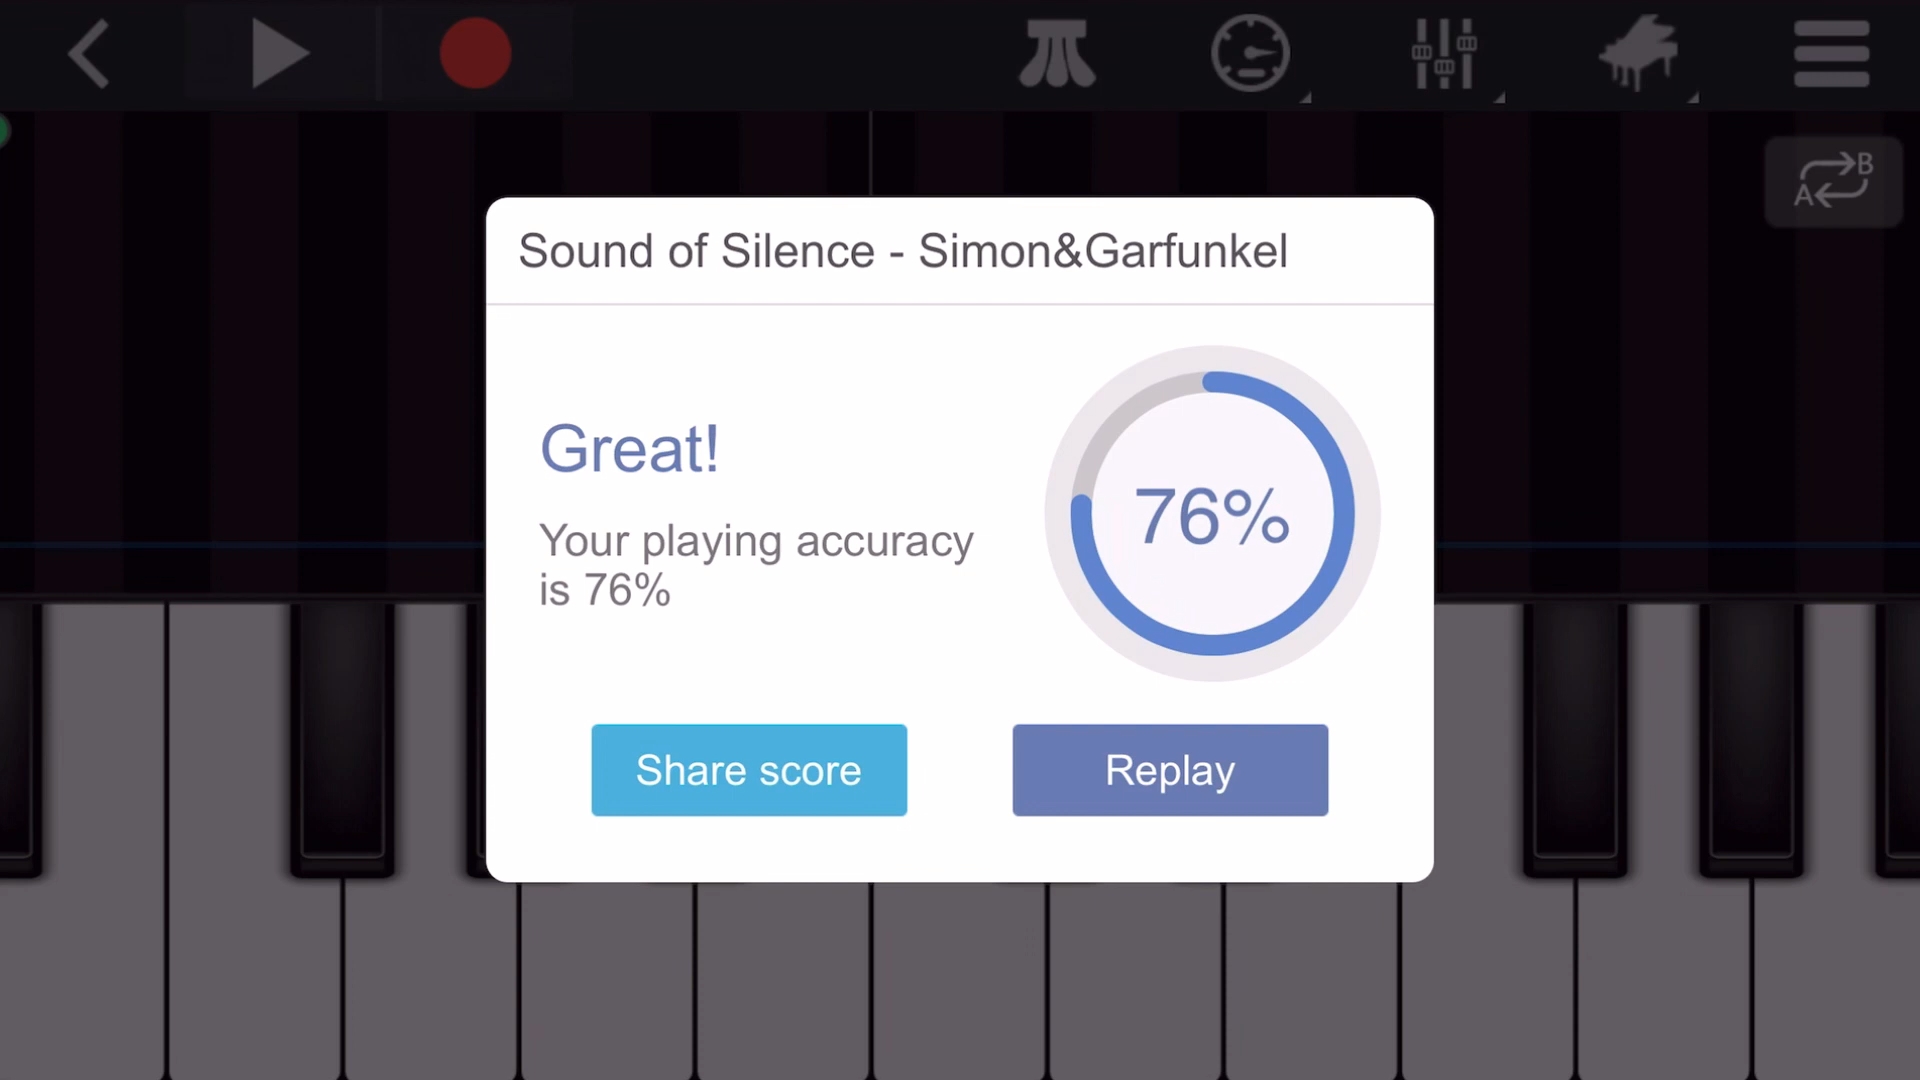 A B
Sound of Silence - Simon&Garfunkel
Great!
Your playing accuracy
is 76%
76%
Share score
Replay